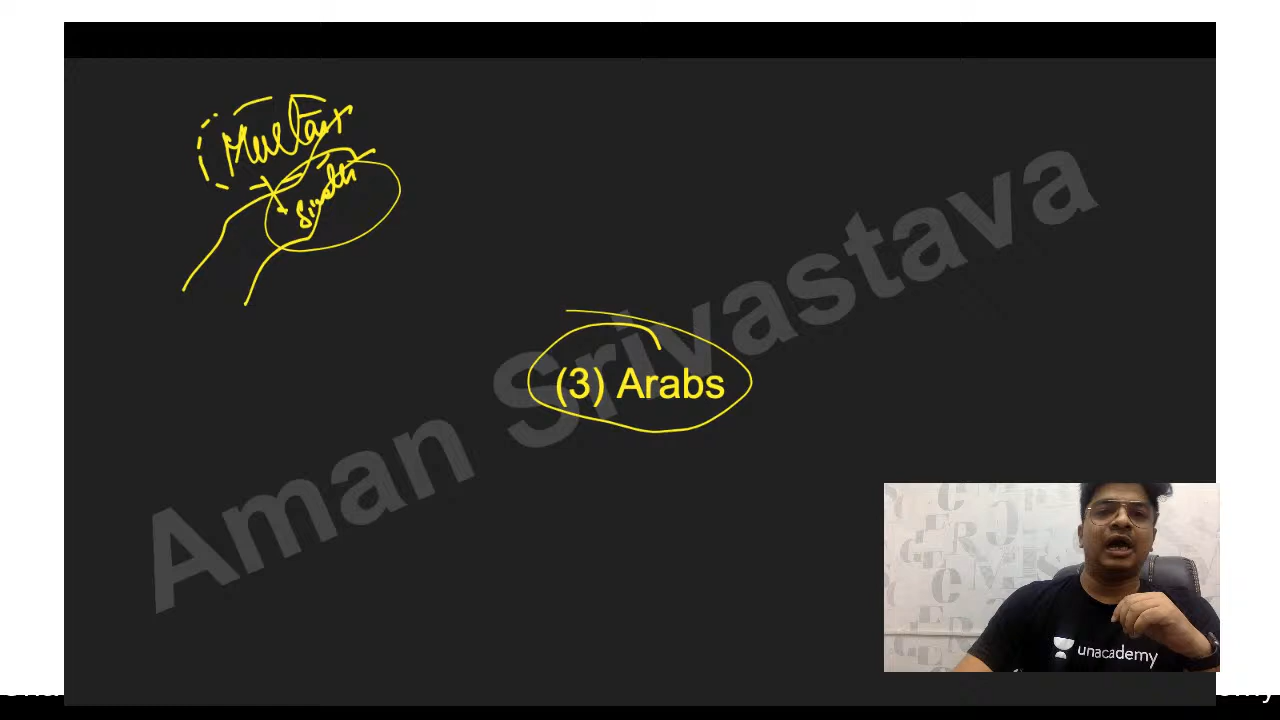 Multan
Sindh
(3) Arabs
Aman Srivastava
unacademy